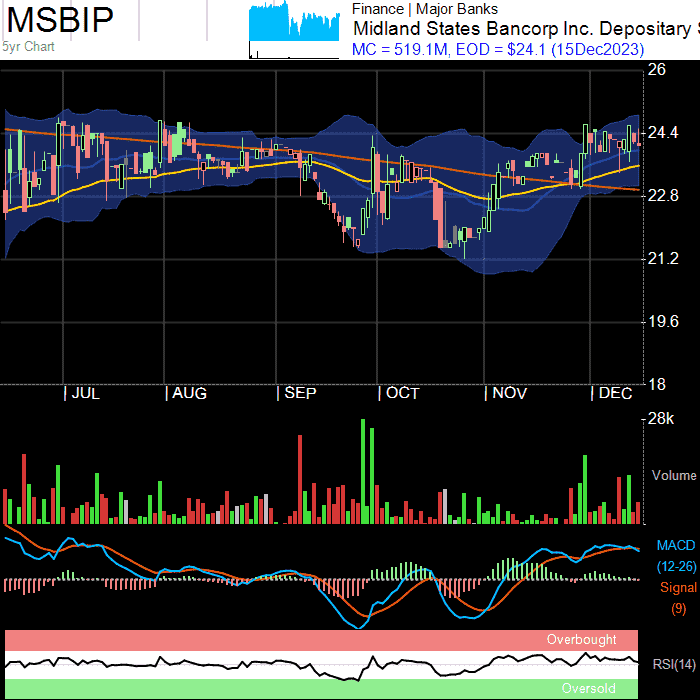 MSBIP
5yr Chart
Finance | Major Banks
Midland States Bancorp Inc. Depositary S
MC = 519.1M, EOD = $24.1 (15Dec2023)
26
24.4
22.8
21.2
19.6
18
JUL AUG SEP OCT NOV DEC
28k
Volume
MACD
(12-26)
Signal
(9)
Overbought
RSI(14)
Oversold